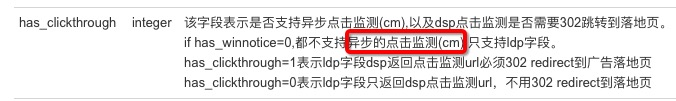 has_clickthrough integer 该字段表示是否支持异步点击监测(cm),以及dsp点击监测是否需要302跳转到落地页。
if has_winnotice=0,都不支持异步的点击监测(cm),只支持ldp字段。
has_clickthrough=1表示ldp字段dsp返回点击监测url必须302 redirect到广告落地页
has_clickthrough=0表示ldp字段只返回dsp点击监测url，不用302 redirect到落地页